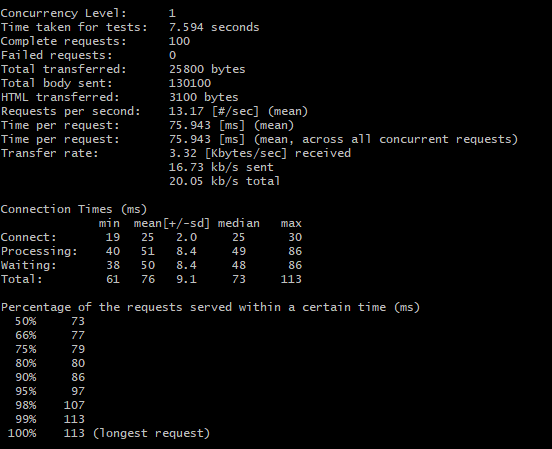 Concurrency Level:      1
Time taken for tests:   7.594 seconds
Complete requests:      100
Failed requests:        0
Total transferred:      25800 bytes
Total body sent:        130100
HTML transferred:       3100 bytes
Requests per second:    13.17 [#/sec] (mean)
Time per request:       75.943 [ms] (mean)
Time per request:       75.943 [ms] (mean, across all concurrent requests)
Transfer rate:          3.32 [Kbytes/sec] received
                        16.73 kb/s sent
                        20.05 kb/s total

Connection Times (ms)
              min  mean[+/-sd] median   max
Connect:       19   25   2.0     25      30
Processing:    40   51   8.4     49      86
Waiting:       38   50   8.4     48      86
Total:         61   76   9.1     73     113

Percentage of the requests served within a certain time (ms)
  50%     73
  66%     77
  75%     79
  80%     80
  90%     86
  95%     97
  98%    107
  99%    113
 100%    113 (longest request)